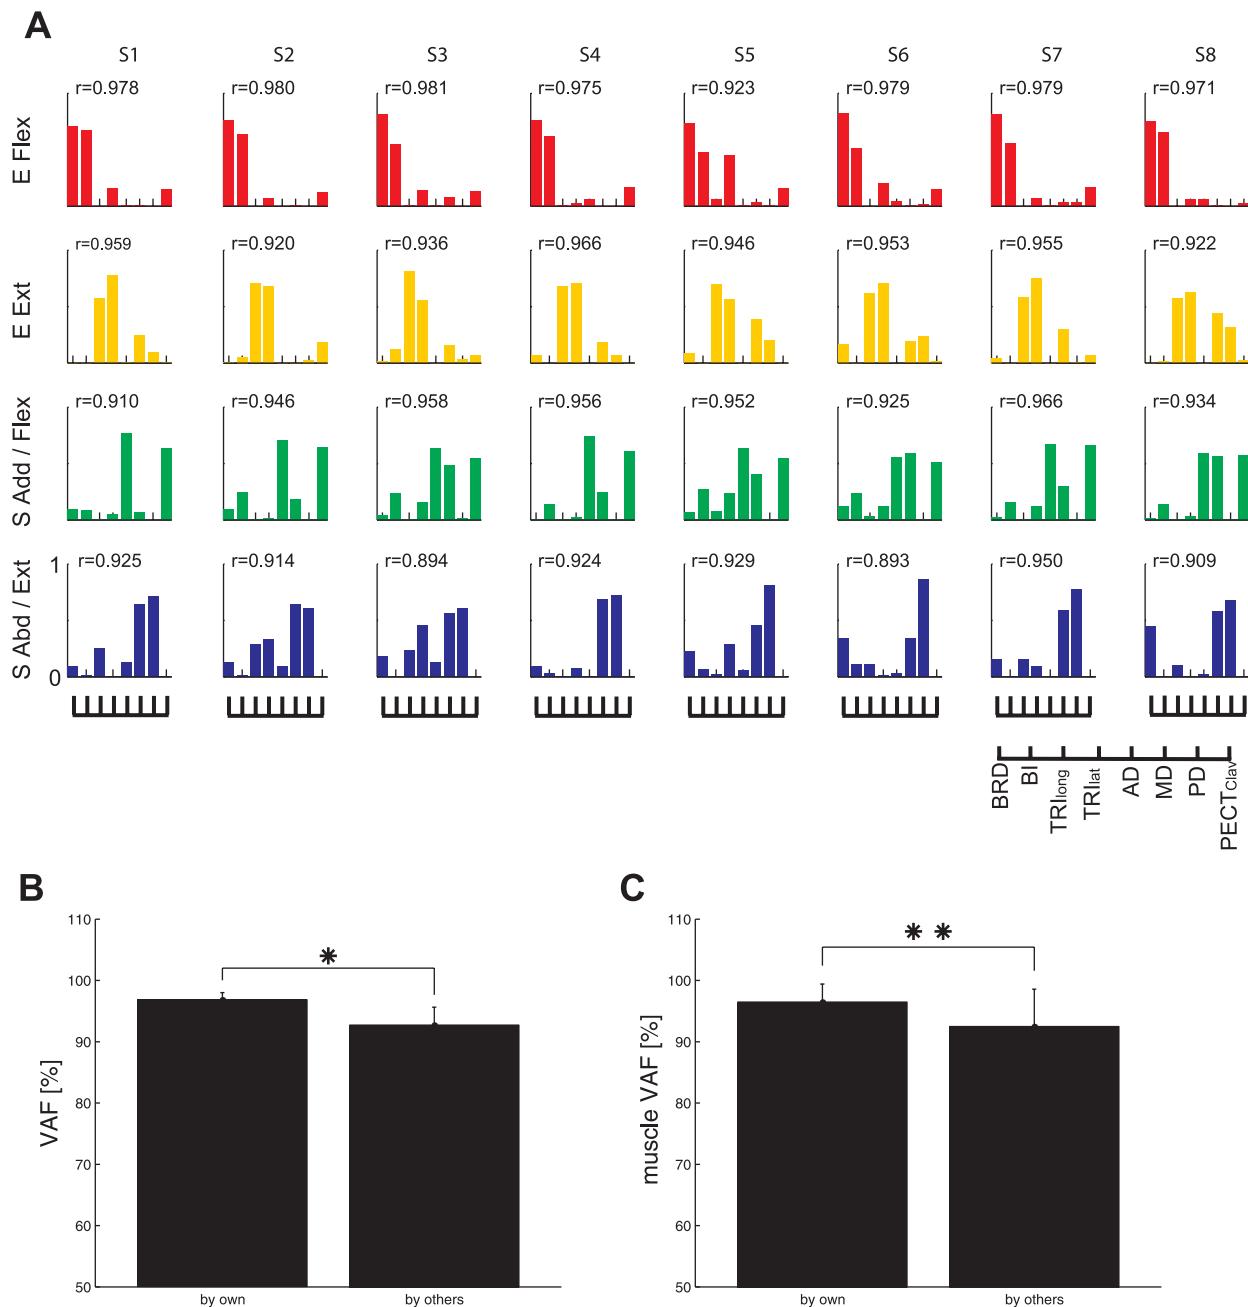 A
S1 S2 S3 S4 S5 S6 S7 S8
E Flex
r=0.978 r=0.980 r=0.981 r=0.975 r=0.923 r=0.979 r=0.979 r=0.971
E Ext
r=0.959 r=0.920 r=0.936 r=0.966 r=0.946 r=0.953 r=0.955 r=0.922
S Add / Flex
r=0.910 r=0.946 r=0.958 r=0.956 r=0.952 r=0.925 r=0.966 r=0.934
S Abd / Ext
1
r=0.925 r=0.914 r=0.894 r=0.924 r=0.929 r=0.893 r=0.950 r=0.909
0
BRD
BI
TRIlong
TRIlat
AD
MD
PD
PECTClav
B
VAF [%]
110
100
90
80
70
60
50
*
by own by others
C
muscle VAF [%]
110
100
90
80
70
60
50
* *
by own by others